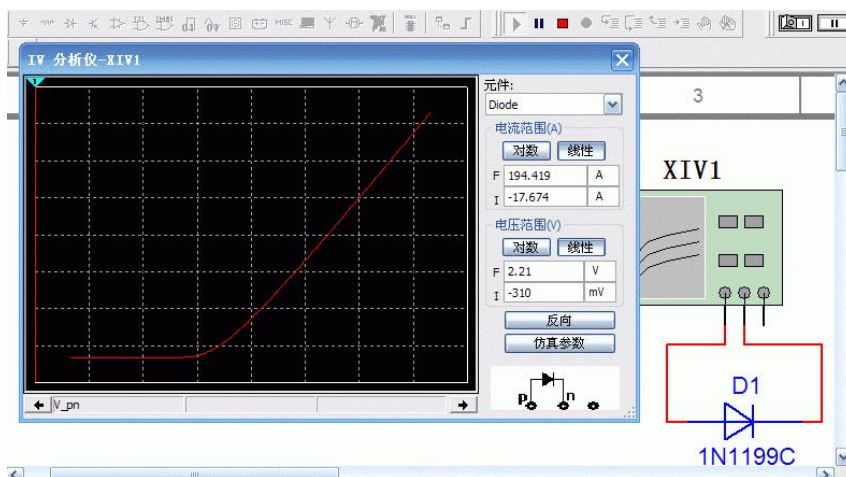 MISC
IV 分析仪-XIV1
1
元件:
Diode
电流范围(A)
对数 线性
F 194.419 A
I -17.674 A
电压范围(V)
对数 线性
F 2.21 V
I -310 mV
反向
仿真参数
p n
V_pn
3
XIV1
D1
1N1199C